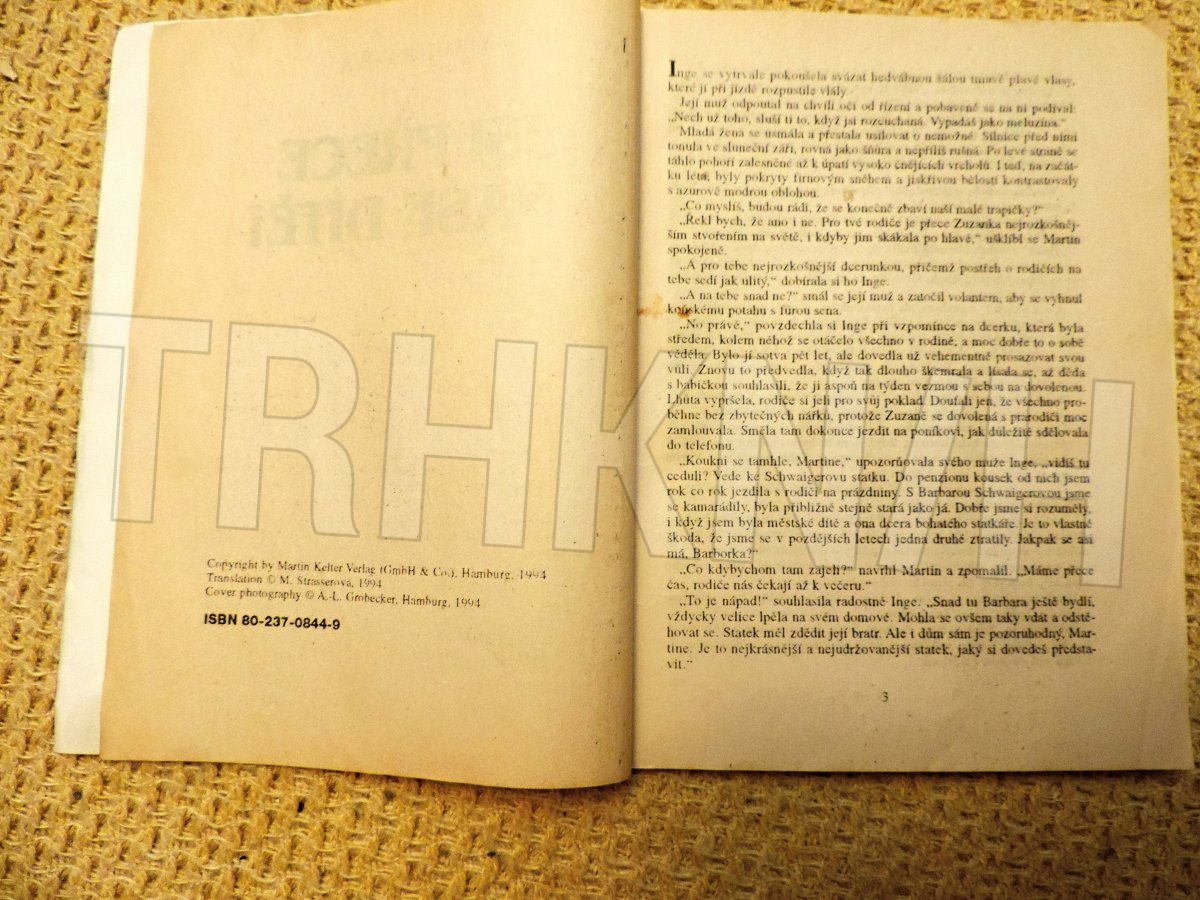 Copyright by Martin Kelter Verlag (GmbH & Co.), Hamburg, 1994
Translation © M. Strasserová, 1994
Cover photography © A.-L. Grobecker, Hamburg, 1994
ISBN 80-237-0844-9
Inge se vytrvale pokoušela svázat hedvábnou šálou tmavě plavé vlasy,
které jí při jízdě rozpustile vlály.
Její muž odpoutal na chvíli oči od řízení a pobaveně se na ni podíval:
„Nech už toho, sluší ti to, když jsi rozcuchaná. Vypadáš jako meluzína.“
Mladá žena se usmála a přestala usilovat o nemožné. Silnice před nimi
tonula ve sluneční záři, rovná jako šňůra a nepříliš rušná. Po levé straně se
táhlo pohoří zalesněné až k úpatí vysoko čnějících vrcholů. I teď, na začát-
ku léta, byly pokryty firnovým sněhem a jiskřivou bělostí kontrastovaly
s azurově modrou oblohou.
„Co myslíš, budou rádi, že se konečně zbaví naší malé trapičky?“
„Řekl bych, že ano i ne. Pro tvé rodiče je přece Zuzanka nejrozkošněj-
ším stvořením na světě, i kdyby jim skákala po hlavě,“ ušklíbl se Martin
spokojeně.
„A pro tebe nejrozkošnější dcerunkou, přičemž postřeh o rodičích na
tebe sedí jak ulitý,“ dobírala si ho Inge.
„A na tebe snad ne?“ smál se její muž a zatočil volantem, aby se vyhnul
koňskému potahu s fůrou sena.
„No právě,“ povzdechla si Inge při vzpomínce na dcerku, která byla
středem, kolem něhož se otáčelo všechno v rodině, a moc dobře to o sobě
věděla. Bylo jí sotva pět let, ale dovedla už vehementně prosazovat svou
vůli. Znovu to předvedla, když tak dlouho škemrala a lísala se, až děda
s babičkou souhlasili, že ji aspoň na týden vezmou s sebou na dovolenou.
Lhůta vypršela, rodiče si jeli pro svůj poklad. Doufali jen, že všechno pro-
běhne bez zbytečných nářků, protože Zuzaně se dovolená s prarodiči moc
zamlouvala. Směla tam dokonce jezdit na poníkovi, jak důležitě sdělovala
do telefonu.
„Koukni se tamhle, Martine,“ upozorňovala svého muže Inge, „vidíš tu
ceduli? Vede ke Schwaigerovu statku. Do penzionu kousek od nich jsem
rok co rok jezdila s rodiči na prázdniny. S Barbarou Schwaigerovou jsme
se kamarádily, byla přibližně stejně stará jako já. Dobře jsme si rozuměly,
i když jsem byla městské dítě a ona dcera bohatého statkáře. Je to vlastně
škoda, že jsme se v pozdějších letech jedna druhé ztratily. Jakpak se asi
má, Barborka?“
„Co kdybychom tam zajeli?“ navrhl Martin a zpomalil. „Máme přece
čas, rodiče nás čekají až k večeru.“
„To je nápad!“ souhlasila radostně Inge. „Snad tu Barbara ještě bydlí,
vždycky velice lpěla na svém domově. Mohla se ovšem taky vdát a odstě-
hovat se. Statek měl zdědit její bratr. Ale i dům sám je pozoruhodný, Mar-
tine. Je to nejkrásnější a nejudržovanější statek, jaký si dovedeš předsta-
vit.“
3